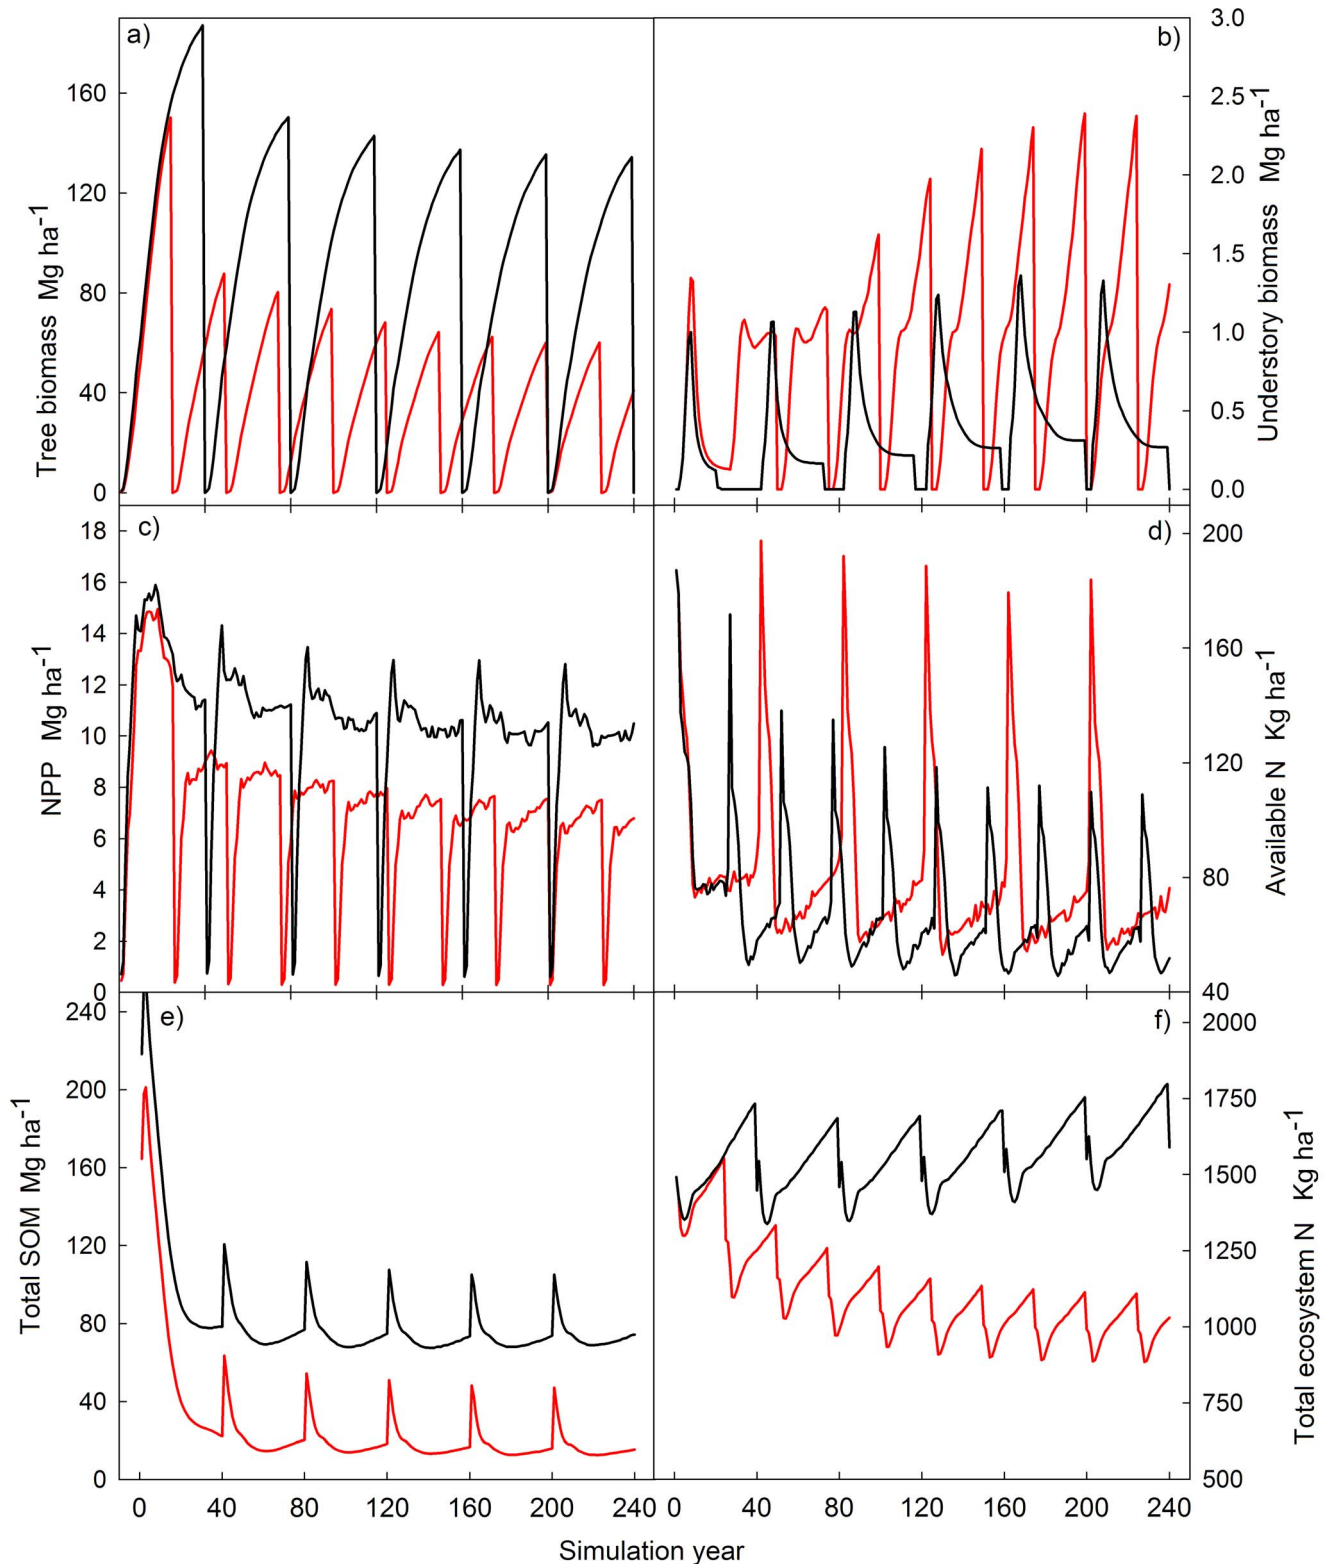 a)
160
120
80
40
0
Tree biomass Mg ha-1
b)
3.0
2.5
2.0
1.5
1.0
0.5
0.0
Understory biomass Mg ha-1
c)
18
16
14
12
10
8
6
4
2
0
NPP Mg ha-1
d)
200
160
120
80
40
Available N Kg ha-1
e)
240
200
160
120
80
40
0
Total SOM Mg ha-1
f)
2000
1750
1500
1250
1000
750
500
Total ecosystem N Kg ha-1
0 40 80 120 160 200 240
0 40 80 120 160 200 240
Simulation year